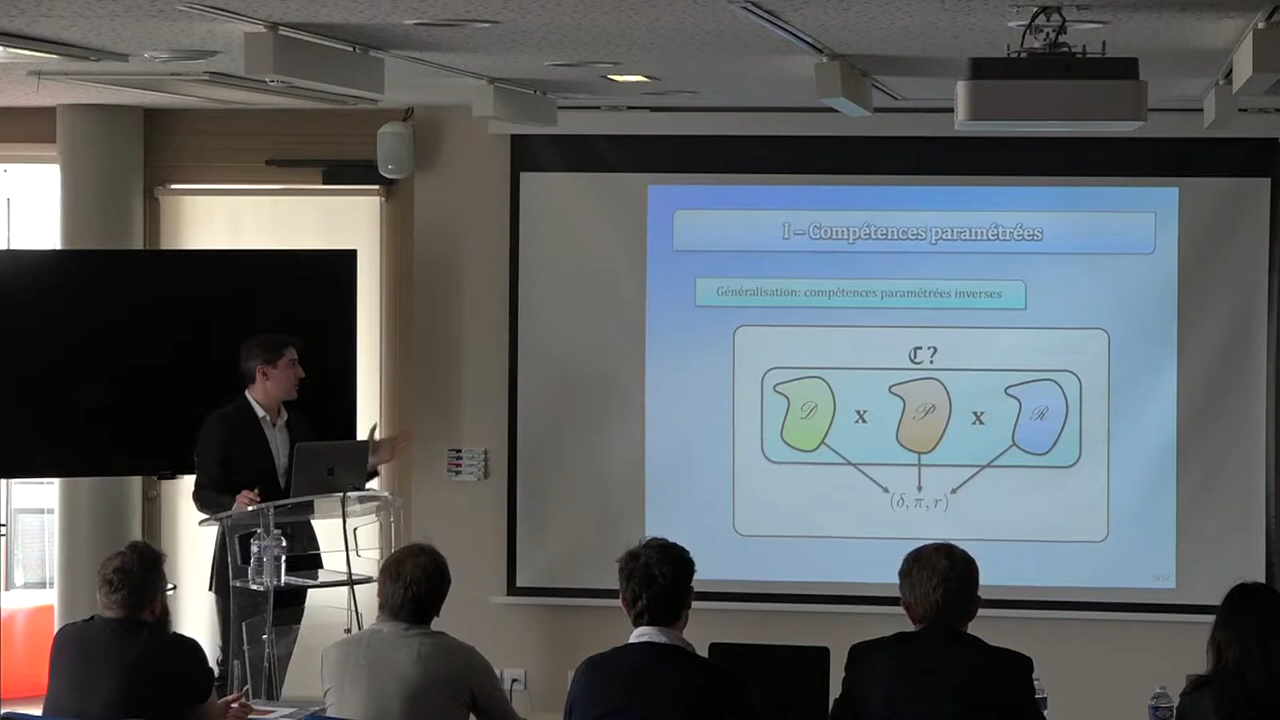 I – Compétences paramétrées
Généralisation: compétences paramétrées inverses
ℭ ?
𝒟 x 𝒫 x ℛ
(δ, π, r)